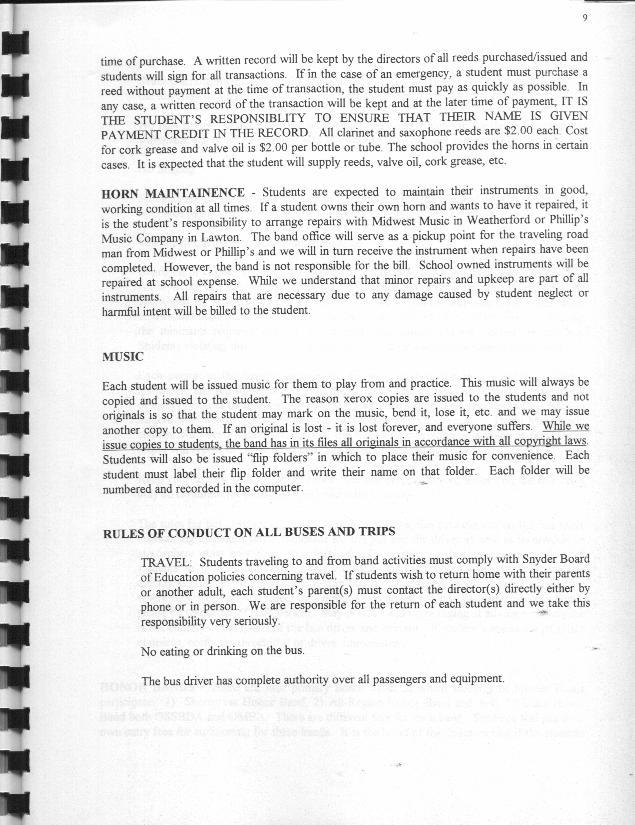 9
time of purchase. A written record will be kept by the directors of all reeds purchased/issued and
students will sign for all transactions. If in the case of an emergency, a student must purchase a
reed without payment at the time of transaction, the student must pay as quickly as possible. In
any case, a written record of the transaction will be kept and at the later time of payment, IT IS
THE STUDENT'S RESPONSIBLITY TO ENSURE THAT THEIR NAME IS GIVEN
PAYMENT CREDIT IN THE RECORD. All clarinet and saxophone reeds are $2.00 each. Cost
for cork grease and valve oil is $2.00 per bottle or tube. The school provides the horns in certain
cases. It is expected that the student will supply reeds, valve oil, cork grease, etc.
HORN MAINTAINENCE - Students are expected to maintain their instruments in good,
working condition at all times. If a student owns their own horn and wants to have it repaired, it
is the student's responsibility to arrange repairs with Midwest Music in Weatherford or Phillip's
Music Company in Lawton. The band office will serve as a pickup point for the traveling road
man from Midwest or Phillip's and we will in turn receive the instrument when repairs have been
completed. However, the band is not responsible for the bill. School owned instruments will be
repaired at school expense. While we understand that minor repairs and upkeep are part of all
instruments. All repairs that are necessary due to any damage caused by student neglect or
harmful intent will be billed to the student.
MUSIC
Each student will be issued music for them to play from and practice. This music will always be
copied and issued to the student. The reason xerox copies are issued to the students and not
originals is so that the student may mark on the music, bend it, lose it, etc. and we may issue
another copy to them. If an original is lost - it is lost forever, and everyone suffers. While we
issue copies to students, the band has in its files all originals in accordance with all copyright laws.
Students will also be issued "flip folders" in which to place their music for convenience. Each
student must label their flip folder and write their name on that folder. Each folder will be
numbered and recorded in the computer.
RULES OF CONDUCT ON ALL BUSES AND TRIPS
TRAVEL: Students traveling to and from band activities must comply with Snyder Board
of Education policies concerning travel. If students wish to return home with their parents
or another adult, each student's parent(s) must contact the director(s) directly either by
phone or in person. We are responsible for the return of each student and we take this
responsibility very seriously.
No eating or drinking on the bus.
The bus driver has complete authority over all passengers and equipment.